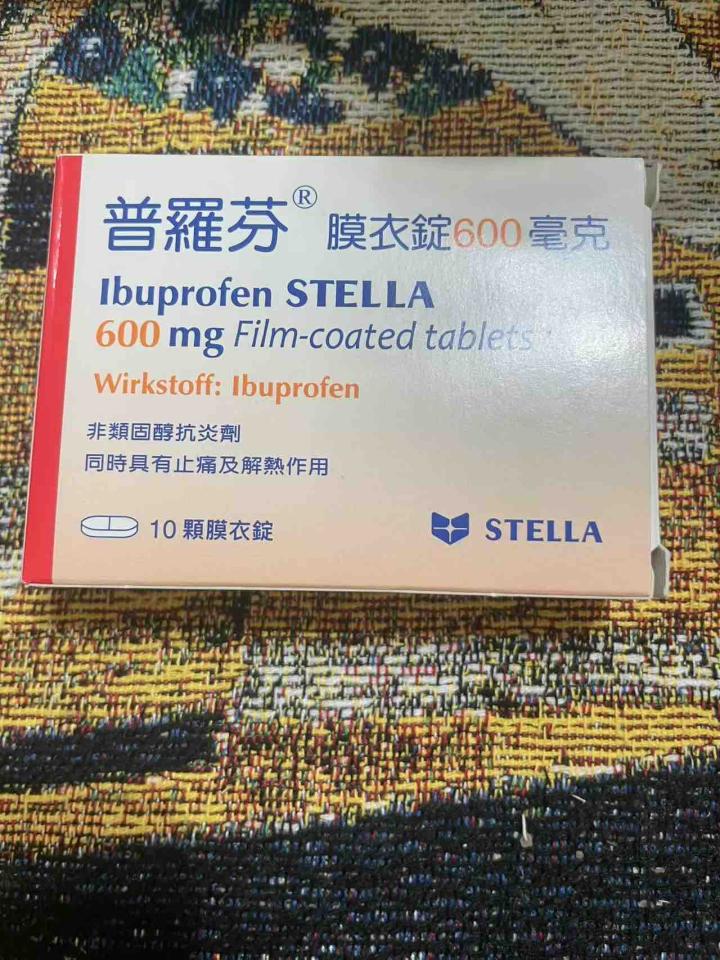 普羅芬® 膜衣錠600毫克
Ibuprofen STELLA
600 mg Film-coated tablets
Wirkstoff: Ibuprofen
非類固醇抗炎劑
同時具有止痛及解熱作用
10 顆膜衣錠
STELLA